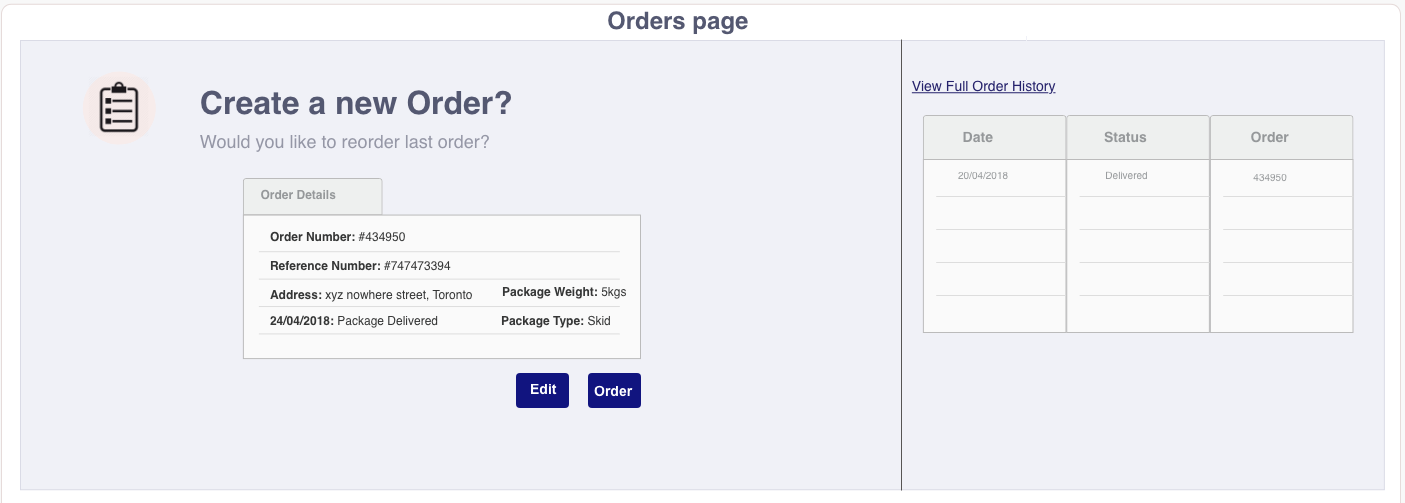 Orders page
Create a new Order?
Would you like to reorder last order?
Order Details
Order Number: #434950
Reference Number: #747473394
Address: xyz nowhere street, Toronto Package Weight: 5kgs
24/04/2018: Package Delivered Package Type: Skid
Edit Order
View Full Order History
Date Status Order
20/04/2018 Delivered 434950